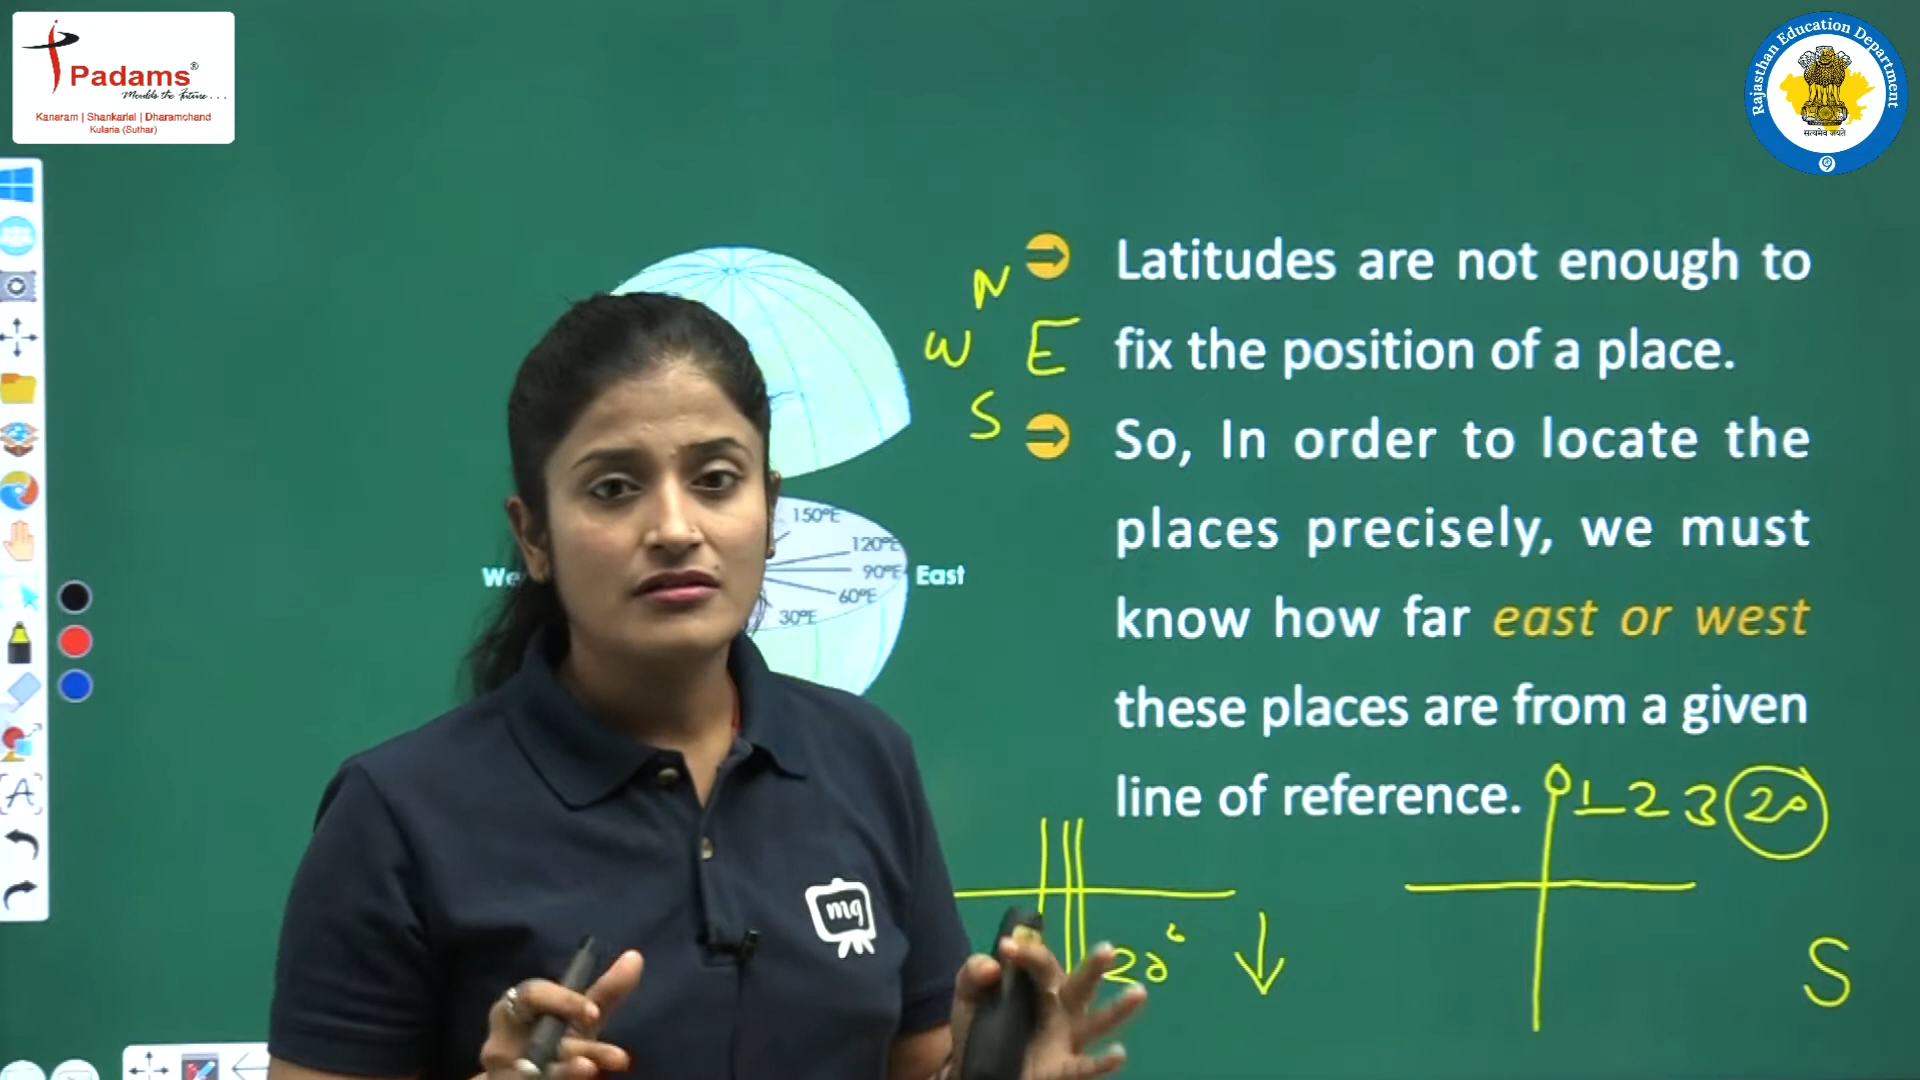 Padams®
Moulds the Future...
Kanaram | Shankarlal | Dharamchand
Kularia (Suthar)
Rajasthan Education Department
सत्यमेव जयते
Latitudes are not enough to
fix the position of a place.
So, In order to locate the
places precisely, we must
know how far east or west
these places are from a given
line of reference.
N
W E
S
150°E
120°E
90°E
60°E
30°E
We
East
1 2 3 20
20°
S
mg
A